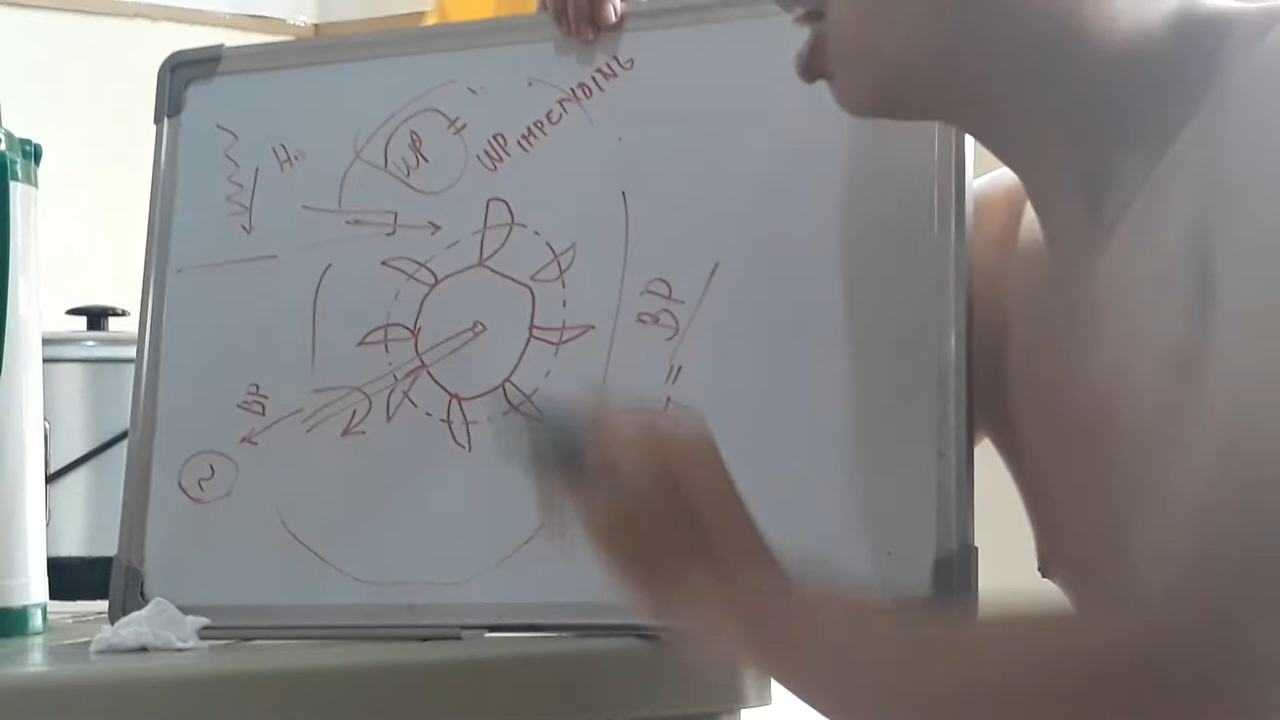 H
WP
WP IMPENDING
BP
BP
~
=